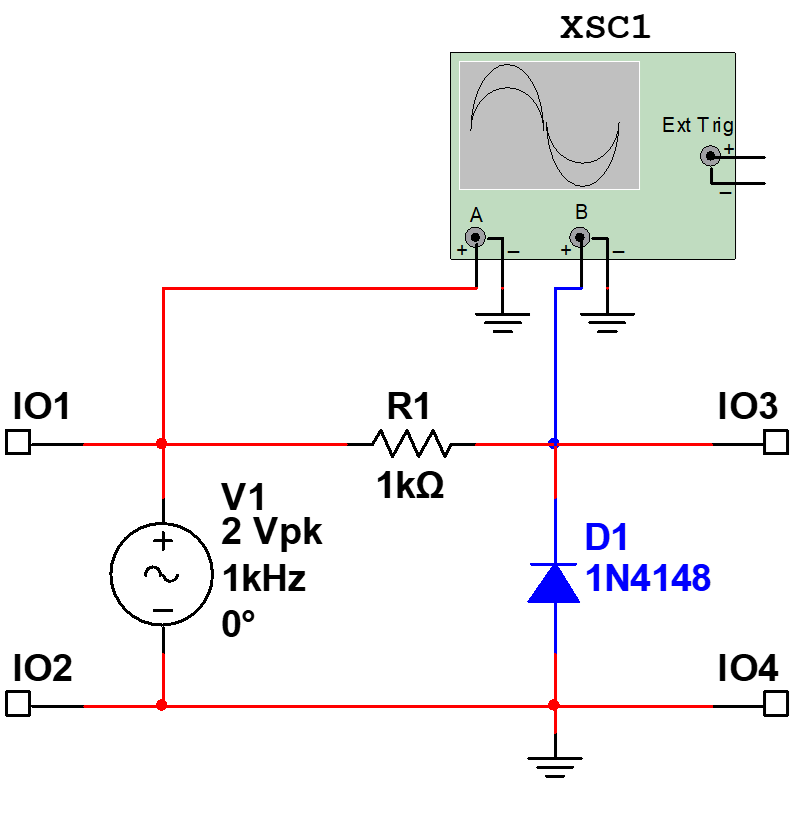 XSC1
Ext Trig
+
–
A
B
+
–
+
–
IO1
R1
IO3
1kΩ
V1
2 Vpk
1kHz
0°
+
–
D1
1N4148
IO2
IO4